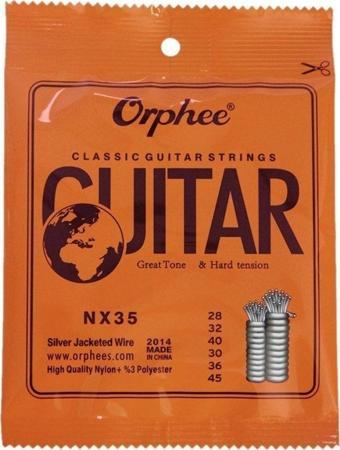 Orphee®
CLASSIC GUITAR STRINGS
GUITAR
Great Tone & Hard tension
NX35
Silver Jacketed Wire
www.orphees.com
High Quality Nylon+ %3 Polyester
2014
MADE
IN CHINA
28
32
40
30
36
45